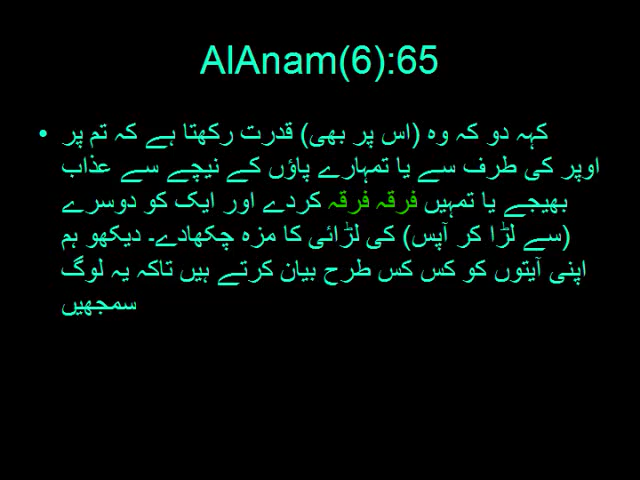 AlAnam(6):65
• کہہ دو کہ وہ (اس پر بھی) قدرت رکھتا ہے کہ تم پر
اوپر کی طرف سے یا تمہارے پاؤں کے نیچے سے عذاب
بھیجے یا تمہیں فرقہ فرقہ کردے اور ایک کو دوسرے
(سے لڑا کر آپس) کی لڑائی کا مزہ چکھادے۔ دیکھو ہم
اپنی آیتوں کو کس کس طرح بیان کرتے ہیں تاکہ یہ لوگ
سمجھیں